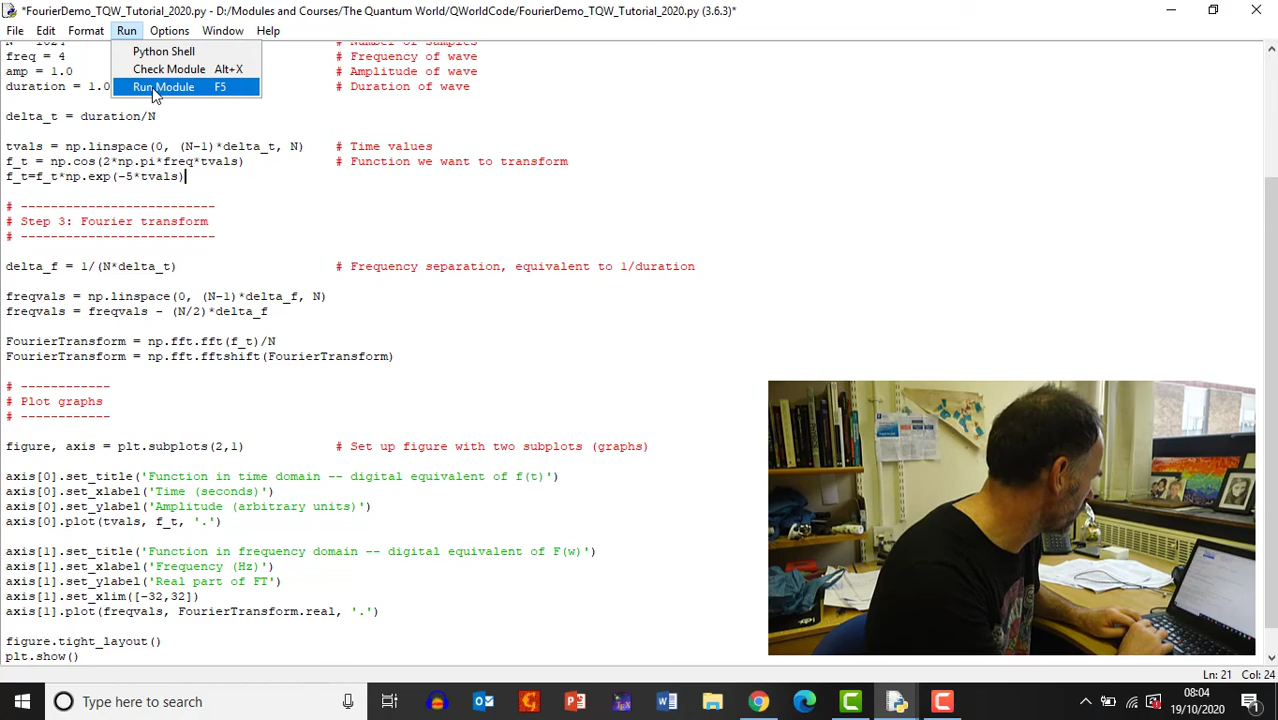 *FourierDemo_TQW_Tutorial_2020.py - D:/Modules and Courses/The Quantum World/QWorldCode/FourierDemo_TQW_Tutorial_2020.py (3.6.3)*
File Edit Format Run Options Window Help
Python Shell
Check Module Alt+X
Run Module F5
N = 1024 # Number of samples
freq = 4 # Frequency of wave
amp = 1.0 # Amplitude of wave
duration = 1.0 # Duration of wave
delta_t = duration/N
tvals = np.linspace(0, (N-1)*delta_t, N) # Time values
f_t = np.cos(2*np.pi*freq*tvals) # Function we want to transform
f_t=f_t*np.exp(-5*tvals)
# --------------------------
# Step 3: Fourier transform
# --------------------------
delta_f = 1/(N*delta_t) # Frequency separation, equivalent to 1/duration
freqvals = np.linspace(0, (N-1)*delta_f, N)
freqvals = freqvals - (N/2)*delta_f
FourierTransform = np.fft.fft(f_t)/N
FourierTransform = np.fft.fftshift(FourierTransform)
# ------------
# Plot graphs
# ------------
figure, axis = plt.subplots(2,1) # Set up figure with two subplots (graphs)
axis[0].set_title('Function in time domain -- digital equivalent of f(t)')
axis[0].set_xlabel('Time (seconds)')
axis[0].set_ylabel('Amplitude (arbitrary units)')
axis[0].plot(tvals, f_t, '.')
axis[1].set_title('Function in frequency domain -- digital equivalent of F(w)')
axis[1].set_xlabel('Frequency (Hz)')
axis[1].set_ylabel('Real part of FT')
axis[1].set_xlim([-32,32])
axis[1].plot(freqvals, FourierTransform.real, '.')
figure.tight_layout()
plt.show()
Ln: 21 Col: 24
Type here to search
08:04
19/10/2020